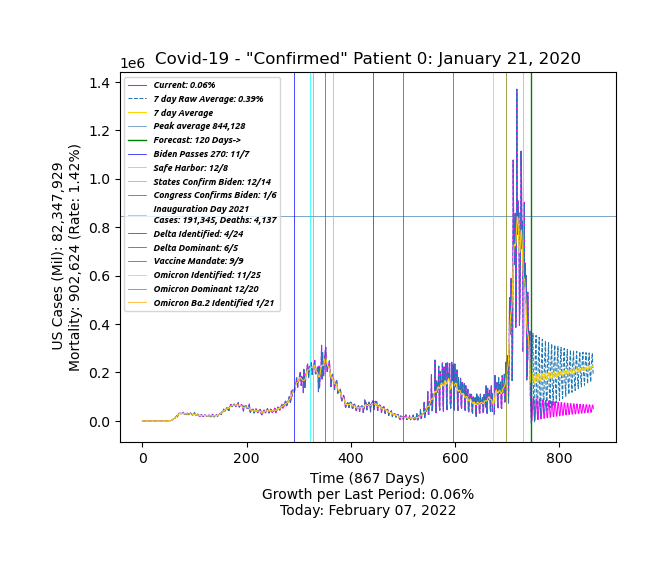 Covid-19 - "Confirmed" Patient 0: January 21, 2020
1e6
1.4
1.2
1.0
0.8
0.6
0.4
0.2
0.0
US Cases (Mil): 82,347,929
Mortality: 902,624 (Rate: 1.42%)
Current: 0.06%
7 day Raw Average: 0.39%
7 day Average
Peak average 844,128
Forecast: 120 Days->
Biden Passes 270: 11/7
Safe Harbor: 12/8
States Confirm Biden: 12/14
Congress Confirms Biden: 1/6
Inauguration Day 2021
Cases: 191,345, Deaths: 4,137
Delta Identified: 4/24
Delta Dominant: 6/5
Vaccine Mandate: 9/9
Omicron Identified: 11/25
Omicron Dominant 12/20
Omicron Ba.2 Identified 1/21
0 200 400 600 800
Time (867 Days)
Growth per Last Period: 0.06%
Today: February 07, 2022